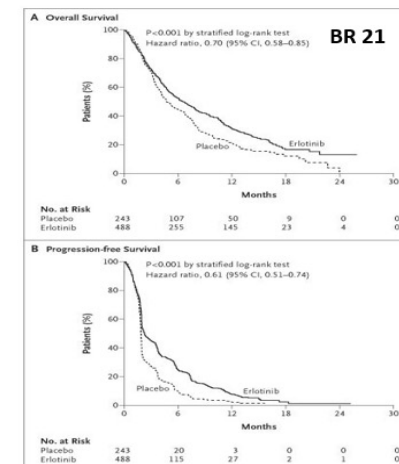 A Overall Survival
P<0.001 by stratified log-rank test
Hazard ratio, 0.70 (95% CI, 0.58–0.85)
BR 21
Patients (%)
100
80
60
40
20
0
Placebo
Erlotinib
0 6 12 18 24 30
Months
No. at Risk
Placebo 243 107 50 9 0 0
Erlotinib 488 255 145 23 4 0
B Progression-free Survival
P<0.001 by stratified log-rank test
Hazard ratio, 0.61 (95% CI, 0.51–0.74)
Patients (%)
100
80
60
40
20
0
Placebo
Erlotinib
0 6 12 18 24 30
Months
No. at Risk
Placebo 243 20 3 0 0 0
Erlotinib 488 115 27 2 1 0